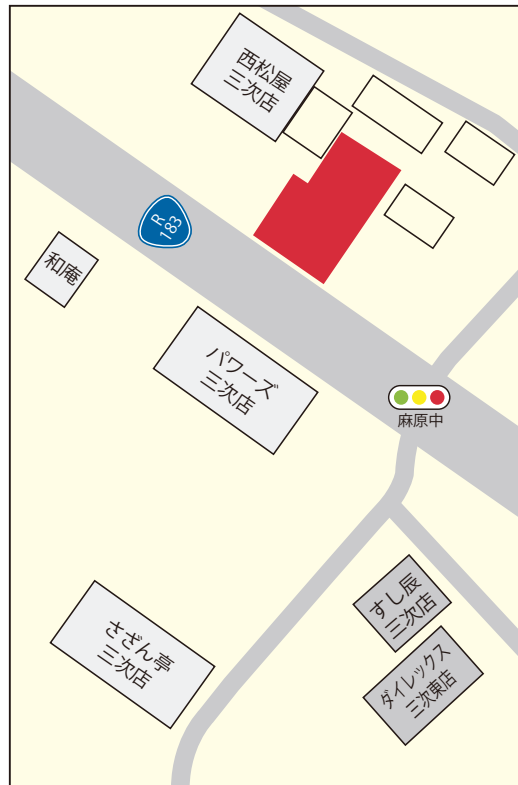 西松屋
三次店
R
183
和庵
パワーズ
三次店
麻原中
すし辰
三次店
さざん亭
三次店
ダイレックス
三次東店